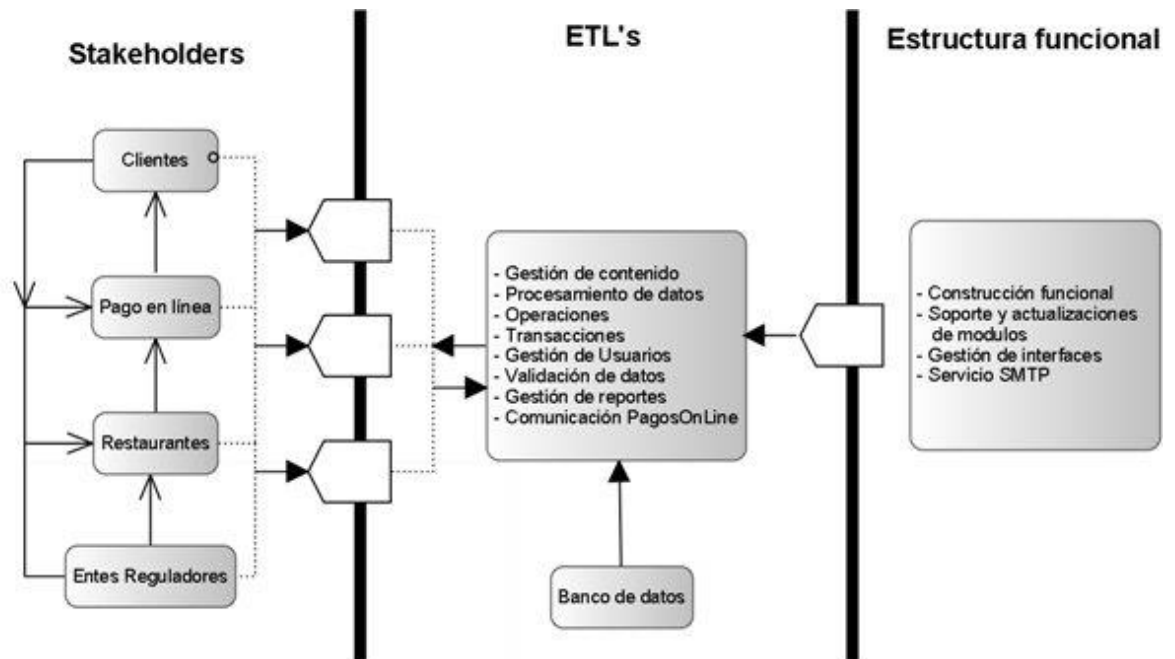 Stakeholders
ETL's
Estructura funcional
Clientes
Pago en línea
Restaurantes
Entes Reguladores
- Gestión de contenido
- Procesamiento de datos
- Operaciones
- Transacciones
- Gestión de Usuarios
- Validación de datos
- Gestión de reportes
- Comunicación PagosOnLine
Banco de datos
- Construcción funcional
- Soporte y actualizaciones
de modulos
- Gestión de interfaces
- Servicio SMTP